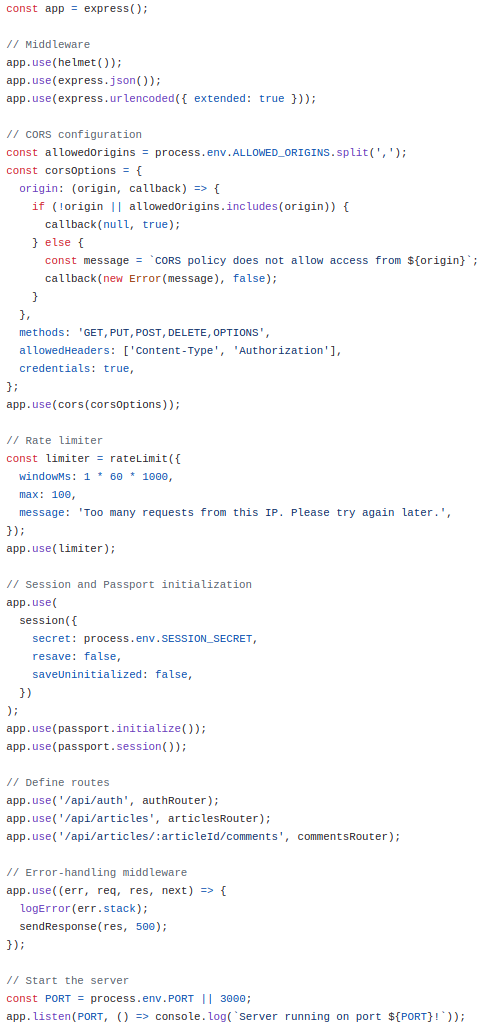 const app = express();

// Middleware
app.use(helmet());
app.use(express.json());
app.use(express.urlencoded({ extended: true }));

// CORS configuration
const allowedOrigins = process.env.ALLOWED_ORIGINS.split(',');
const corsOptions = {
  origin: (origin, callback) => {
    if (!origin || allowedOrigins.includes(origin)) {
      callback(null, true);
    } else {
      const message = `CORS policy does not allow access from ${origin}`;
      callback(new Error(message), false);
    }
  },
  methods: 'GET,PUT,POST,DELETE,OPTIONS',
  allowedHeaders: ['Content-Type', 'Authorization'],
  credentials: true,
};
app.use(cors(corsOptions));

// Rate limiter
const limiter = rateLimit({
  windowMs: 1 * 60 * 1000,
  max: 100,
  message: 'Too many requests from this IP. Please try again later.',
});
app.use(limiter);

// Session and Passport initialization
app.use(
  session({
    secret: process.env.SESSION_SECRET,
    resave: false,
    saveUninitialized: false,
  })
);
app.use(passport.initialize());
app.use(passport.session());

// Define routes
app.use('/api/auth', authRouter);
app.use('/api/articles', articlesRouter);
app.use('/api/articles/:articleId/comments', commentsRouter);

// Error-handling middleware
app.use((err, req, res, next) => {
  logError(err.stack);
  sendResponse(res, 500);
});

// Start the server
const PORT = process.env.PORT || 3000;
app.listen(PORT, () => console.log(`Server running on port ${PORT}!`));